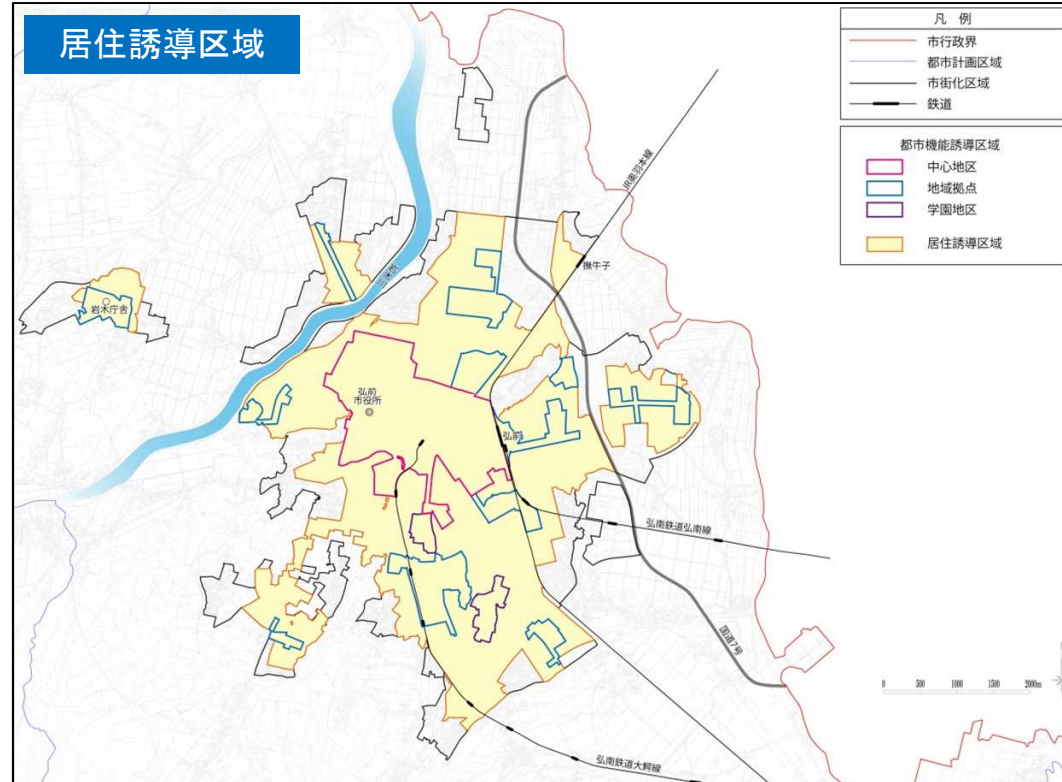 居住誘導区域
凡 例
市行政界
都市計画区域
市街化区域
鉄道
都市機能誘導区域
中心地区
地域拠点
学園地区
居住誘導区域
JR奥羽本線
撫牛子
岩木川
岩木庁舎
弘前
市役所
弘前
弘南鉄道弘南線
国道7号
0 500 1000 1500 2000m
弘南鉄道大鰐線